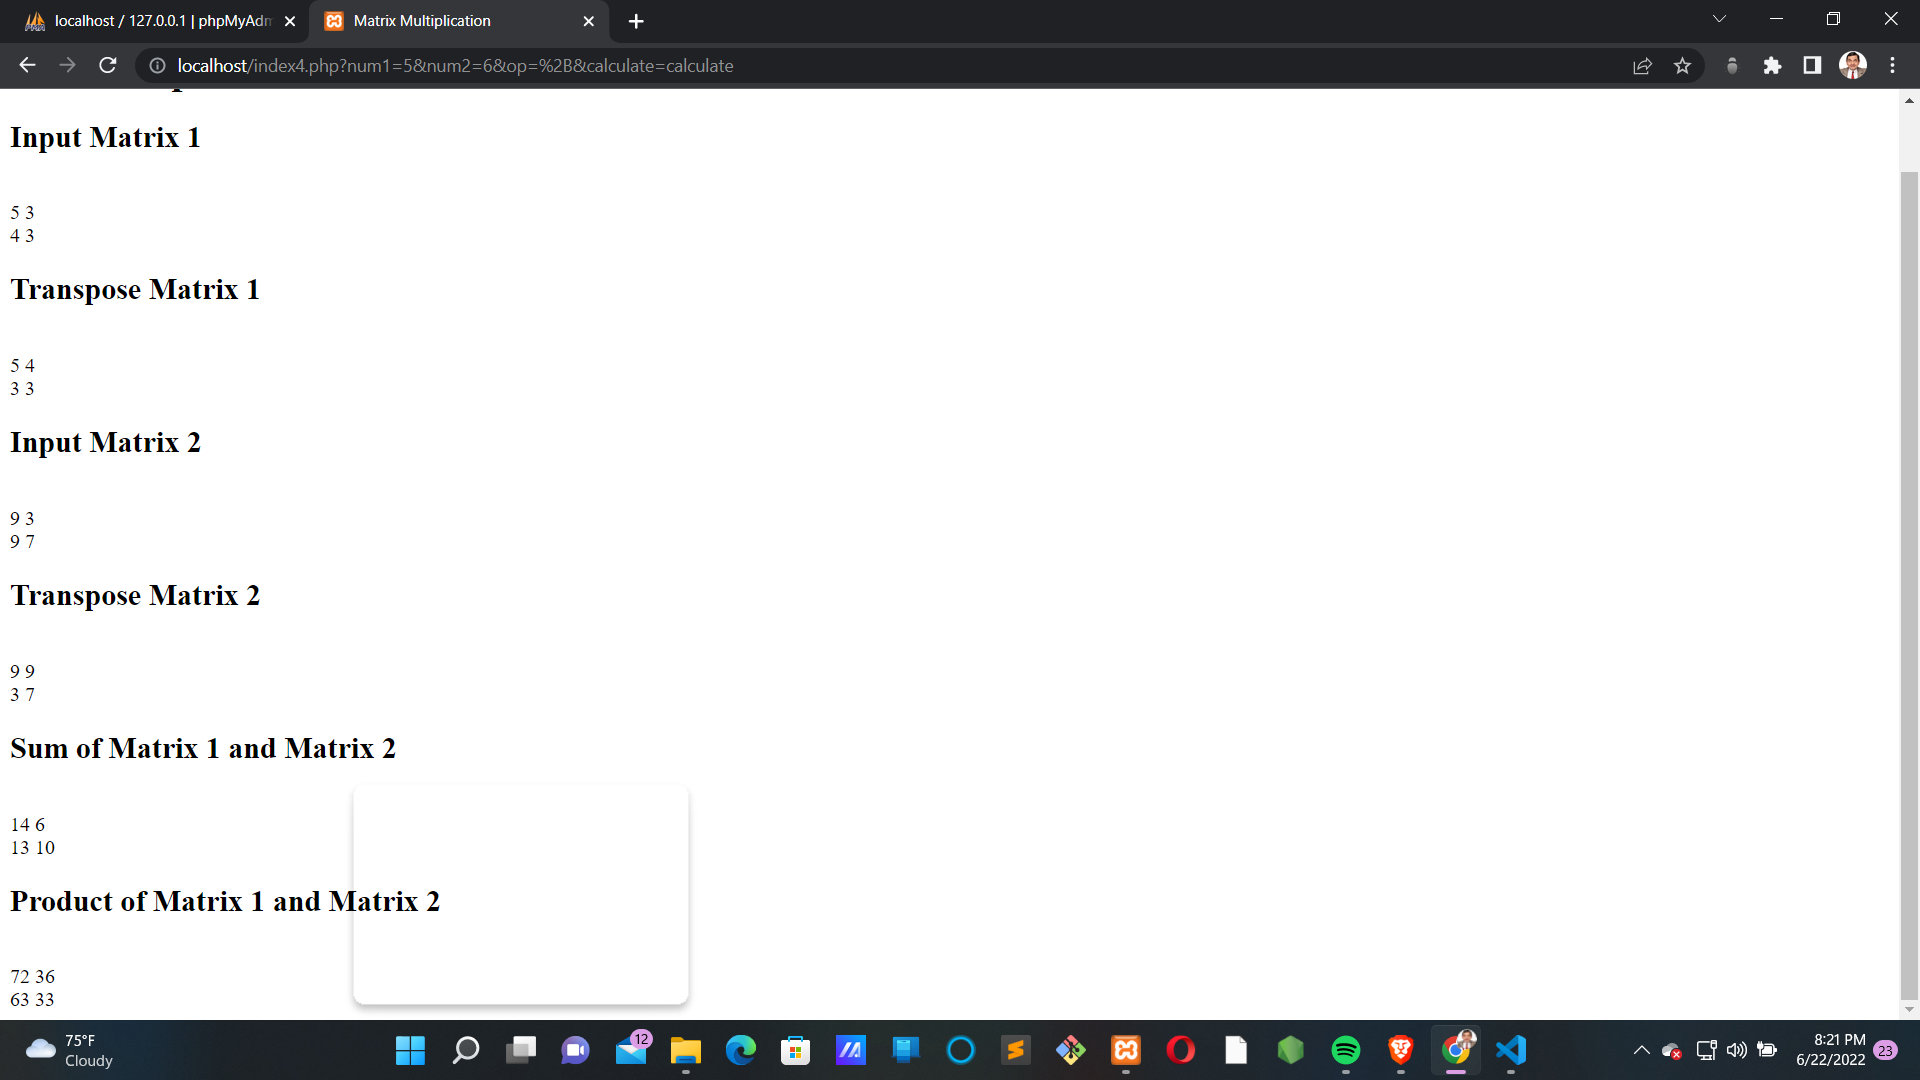 localhost / 127.0.0.1 | phpMyAdm
Matrix Multiplication
localhost/index4.php?num1=5&num2=6&op=%2B&calculate=calculate
Input Matrix 1
5 3
4 3
Transpose Matrix 1
5 4
3 3
Input Matrix 2
9 3
9 7
Transpose Matrix 2
9 9
3 7
Sum of Matrix 1 and Matrix 2
14 6
13 10
Product of Matrix 1 and Matrix 2
72 36
63 33
75°F
Cloudy
12
8:21 PM
6/22/2022
23